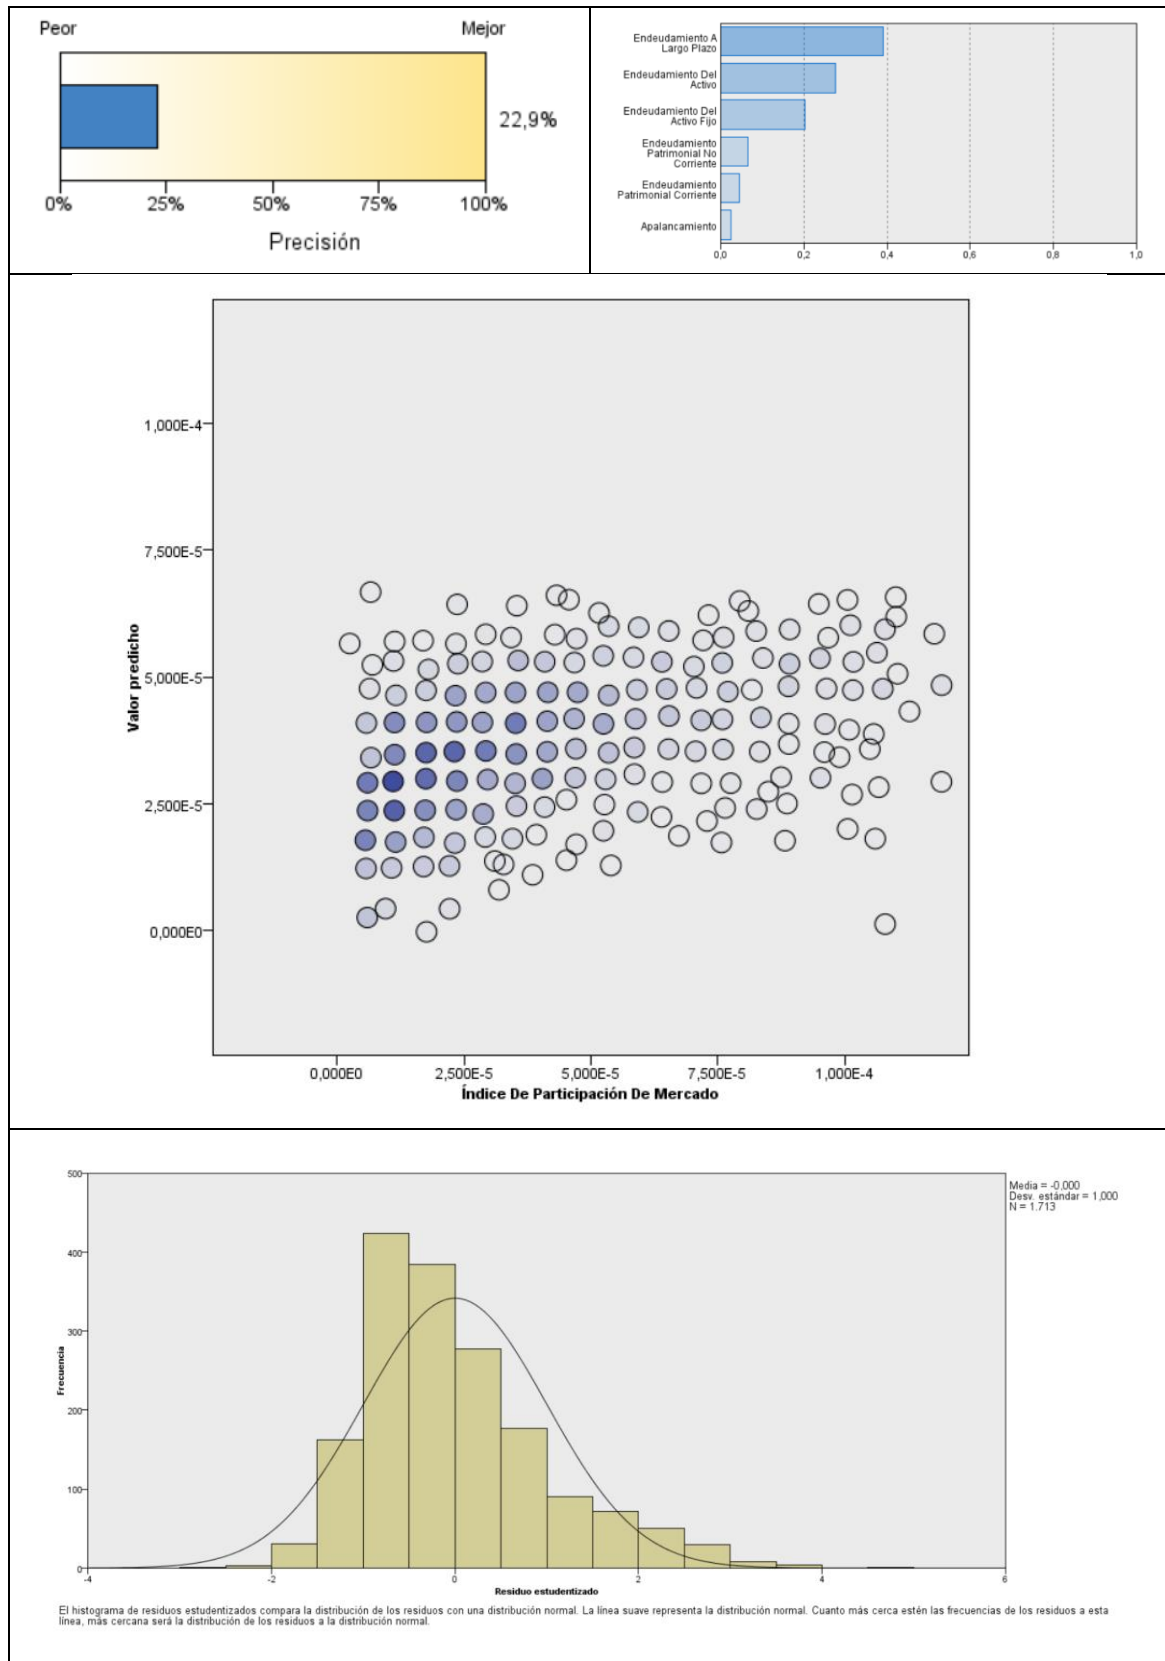 Peor Mejor
22,9%
0% 25% 50% 75% 100%
Precisión
Endeudamiento A
Largo Plazo
Endeudamiento Del
Activo
Endeudamiento Del
Activo Fijo
Endeudamiento
Patrimonial No
Corriente
Endeudamiento
Patrimonial Corriente
Apalancamiento
0,0 0,2 0,4 0,6 0,8 1,0
Valor predicho
1,000E-4
7,500E-5
5,000E-5
2,500E-5
0,000E0
0,000E0 2,500E-5 5,000E-5 7,500E-5 1,000E-4
Índice De Participación De Mercado
Frecuencia
500
400
300
200
100
0
-4 -2 0 2 4 6
Residuo estudentizado
Media = -0,000
Desv. estándar = 1,000
N = 1.713
El histograma de residuos estudentizados compara la distribución de los residuos con una distribución normal. La línea suave representa la distribución normal. Cuanto más cerca estén las frecuencias de los residuos a esta
línea, más cercana será la distribución de los residuos a la distribución normal.